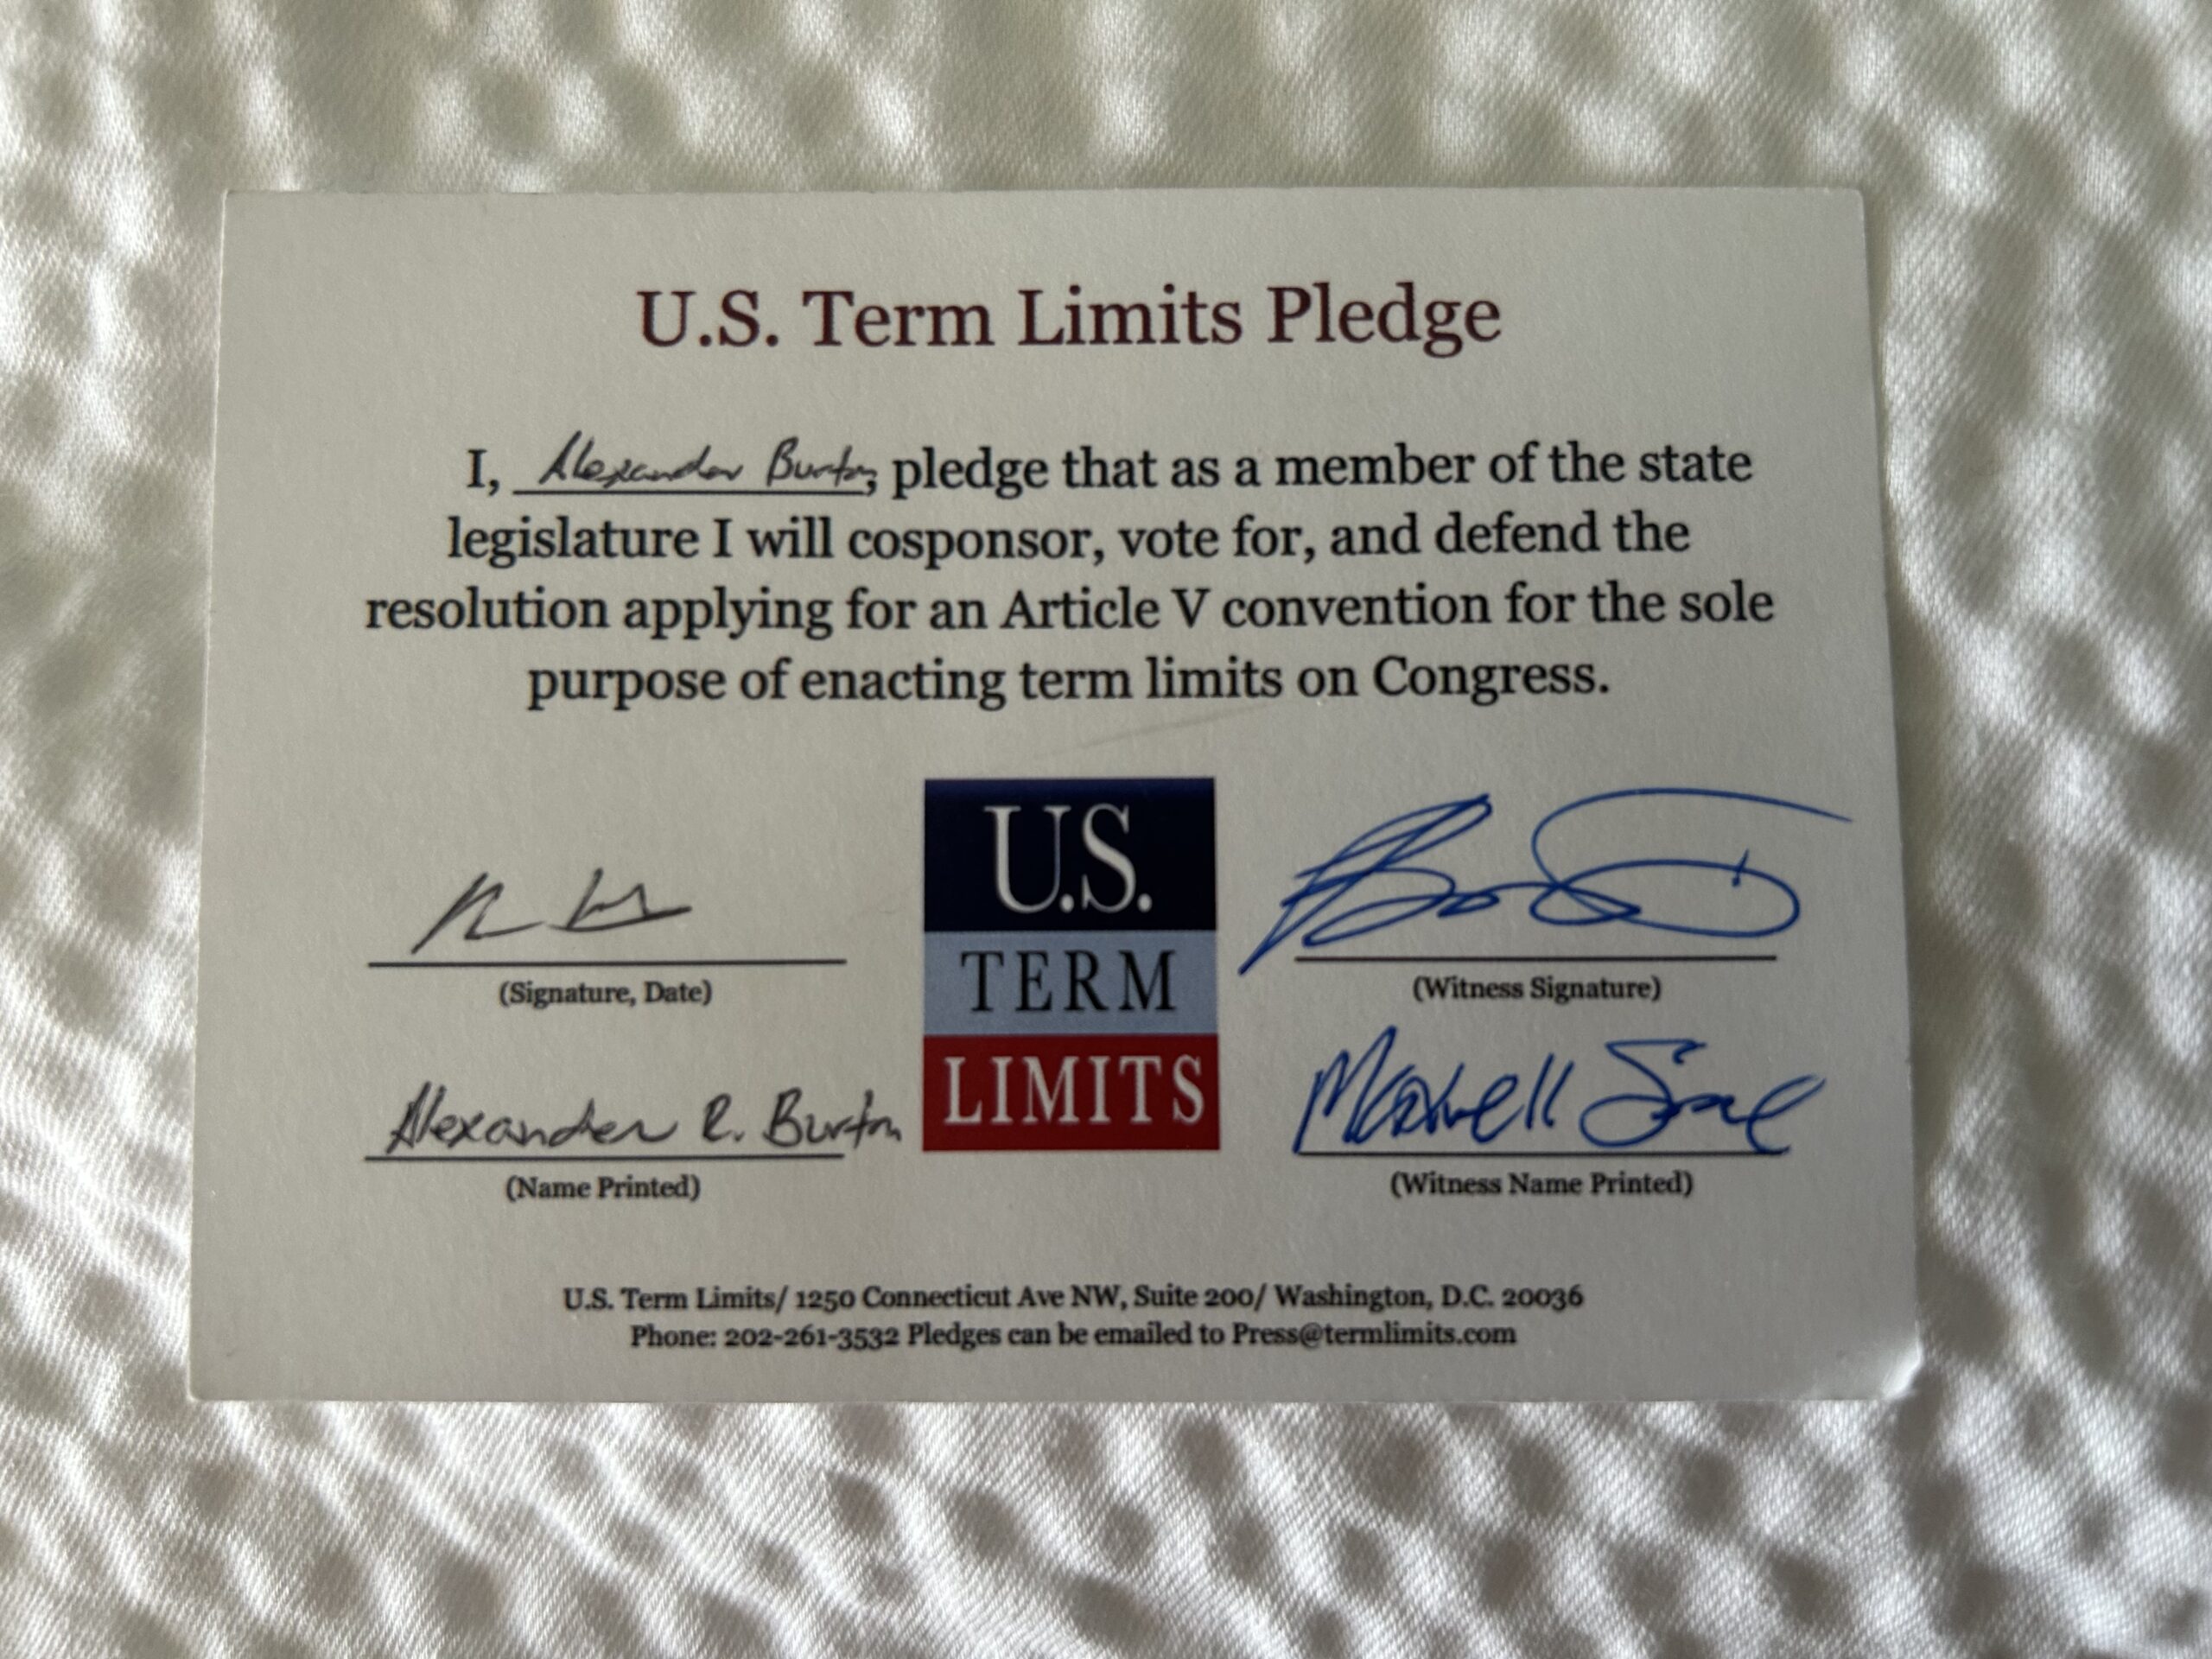 U.S. Term Limits Pledge
I, Alexander Burton, pledge that as a member of the state
legislature I will cosponsor, vote for, and defend the
resolution applying for an Article V convention for the sole
purpose of enacting term limits on Congress.
U.S.
TERM
LIMITS
(Signature, Date)
(Witness Signature)
Alexander R. Burton
Maxwell
(Name Printed)
(Witness Name Printed)
U.S. Term Limits/ 1250 Connecticut Ave NW, Suite 200/ Washington, D.C. 20036
Phone: 202-261-3532 Pledges can be emailed to Press@termlimits.com